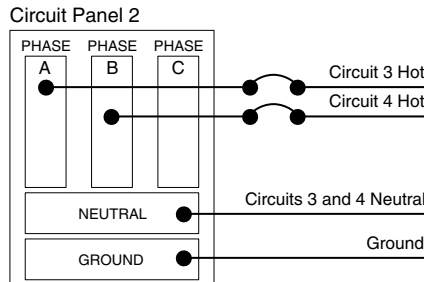 Circuit Panel 2
PHASE PHASE PHASE
A B C
Circuit 3 Hot
Circuit 4 Hot
Circuits 3 and 4 Neutral
NEUTRAL
Ground
GROUND